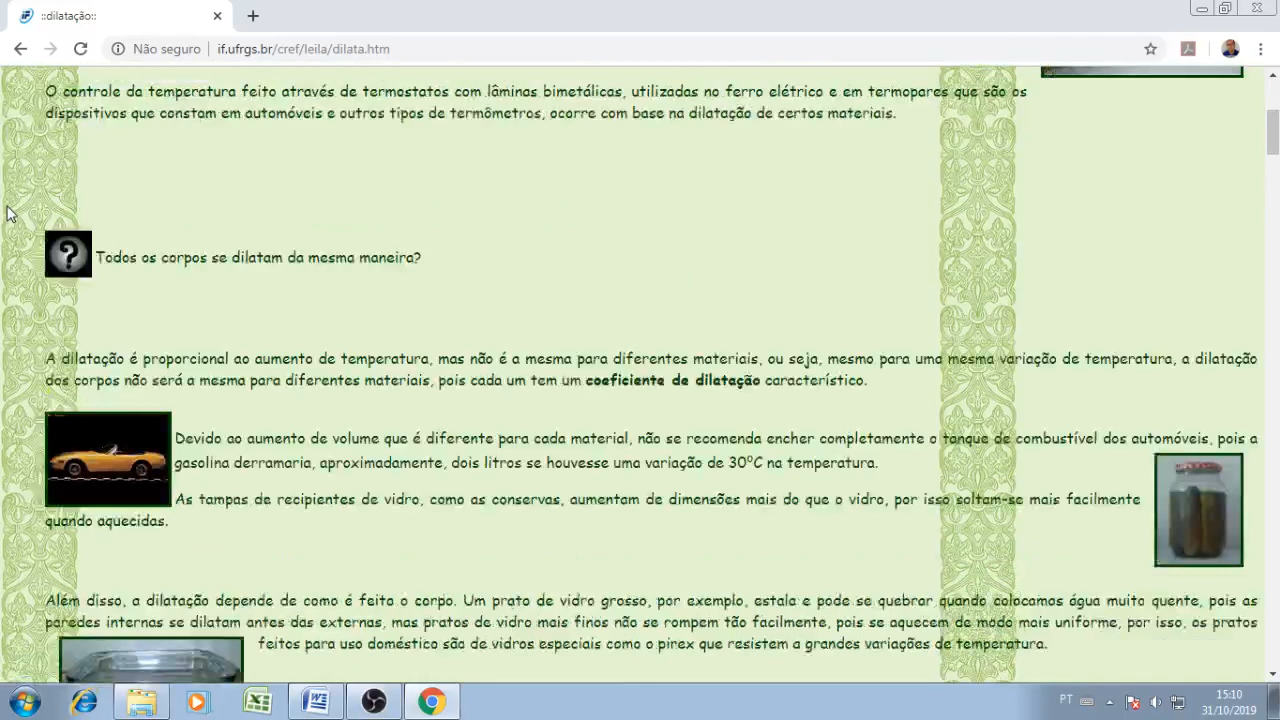 ::dilatação::
Não seguro
if.ufrgs.br/cref/leila/dilata.htm
O controle da temperatura feito através de termostatos com lâminas bimetálicas, utilizadas no ferro elétrico e em termopares que são os
dispositivos que constam em automóveis e outros tipos de termômetros, ocorre com base na dilatação de certos materiais.
? Todos os corpos se dilatam da mesma maneira?
A dilatação é proporcional ao aumento de temperatura, mas não é a mesma para diferentes materiais, ou seja, mesmo para uma mesma variação de temperatura, a dilatação
dos corpos não será a mesma para diferentes materiais, pois cada um tem um coeficiente de dilatação característico.
Devido ao aumento de volume que é diferente para cada material, não se recomenda encher completamente o tanque de combustível dos automóveis, pois a
gasolina derramaria, aproximadamente, dois litros se houvesse uma variação de 30ºC na temperatura.
As tampas de recipientes de vidro, como as conservas, aumentam de dimensões mais do que o vidro, por isso soltam-se mais facilmente
quando aquecidas.
Além disso, a dilatação depende de como é feito o corpo. Um prato de vidro grosso, por exemplo, estala e pode se quebrar quando colocamos água muito quente, pois as
paredes internas se dilatam antes das externas, mas pratos de vidro mais finos não se rompem tão facilmente, pois se aquecem de modo mais uniforme, por isso, os pratos
feitos para uso doméstico são de vidros especiais como o pirex que resistem a grandes variações de temperatura.
PT
15:10
31/10/2019